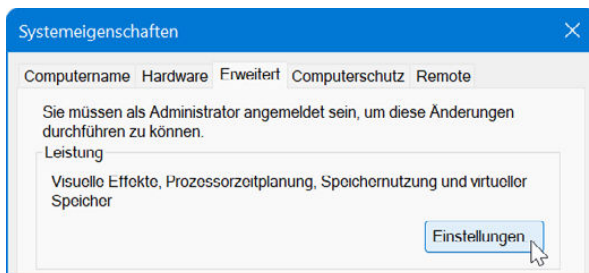 Systemeigenschaften
Computername Hardware Erweitert Computerschutz Remote
Sie müssen als Administrator angemeldet sein, um diese Änderungen
durchführen zu können.
Leistung
Visuelle Effekte, Prozessorzeitplanung, Speichernutzung und virtueller
Speicher
Einstellungen...